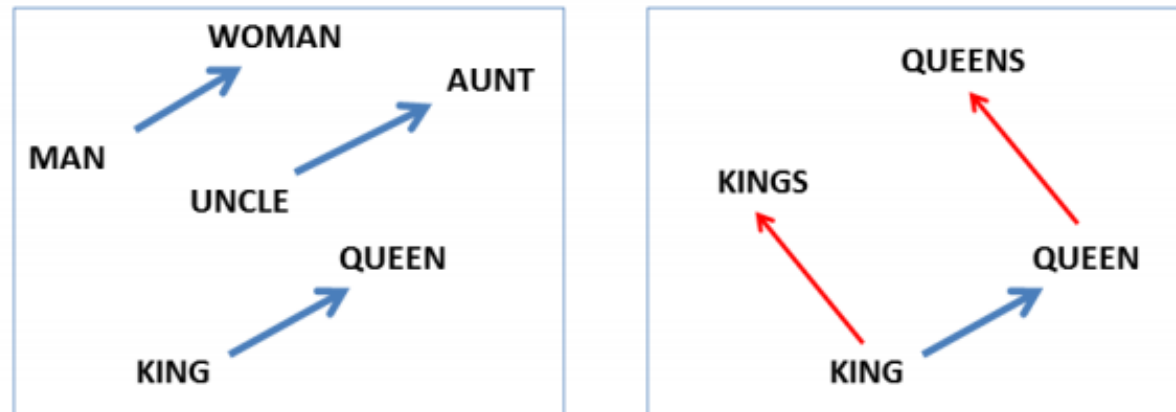 WOMAN
AUNT
MAN
UNCLE
QUEEN
KING
QUEENS
KINGS
QUEEN
KING